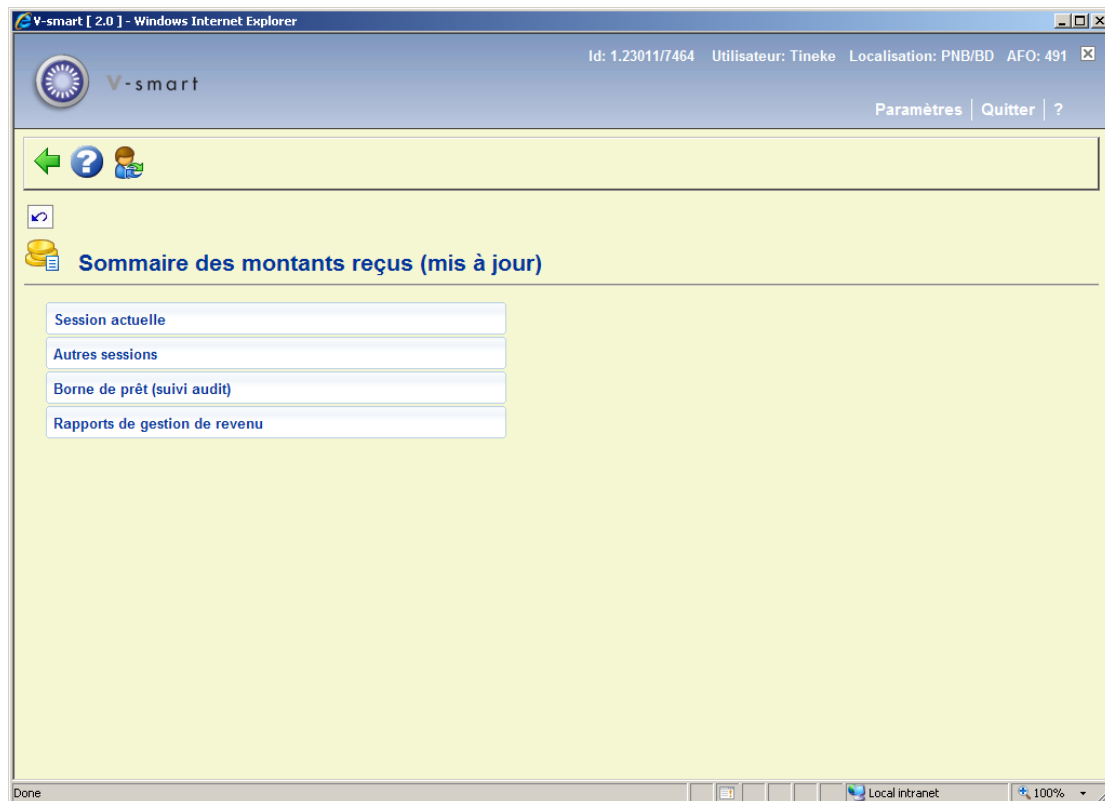 V-smart [ 2.0 ] - Windows Internet Explorer
Id: 1.23011/7464 Utilisateur: Tineke Localisation: PNB/BD AFO: 491
V-smart
Paramètres | Quitter | ?
Sommaire des montants reçus (mis à jour)
Session actuelle
Autres sessions
Borne de prêt (suivi audit)
Rapports de gestion de revenu
Done
Local intranet
100%